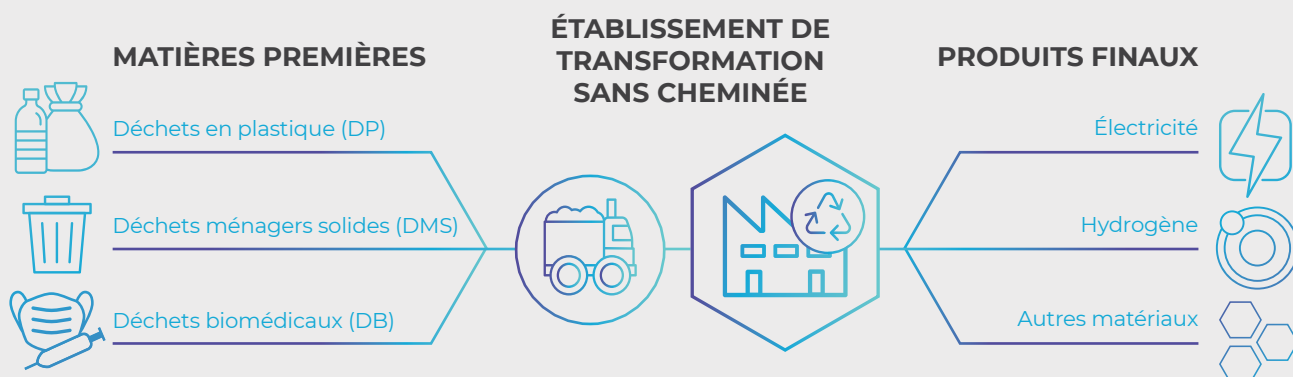 MATIÈRES PREMIÈRES
Déchets en plastique (DP)
Déchets ménagers solides (DMS)
Déchets biomédicaux (DB)
ÉTABLISSEMENT DE
TRANSFORMATION
SANS CHEMINÉE
PRODUITS FINAUX
Électricité
Hydrogène
Autres matériaux